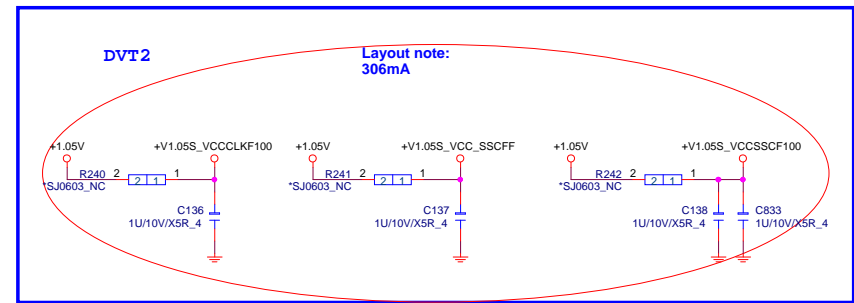 DVT2
Layout note:
306mA
+1.05V
+V1.05S_VCCCLKF100
R240 2
2 1
1
*SJ0603_NC
C136
1U/10V/X5R_4
+1.05V
+V1.05S_VCC_SSCFF
R241 2
2 1
1
*SJ0603_NC
C137
1U/10V/X5R_4
+1.05V
+V1.05S_VCCSSCF100
R242 2
2 1
1
*SJ0603_NC
C138
1U/10V/X5R_4
C833
1U/10V/X5R_4